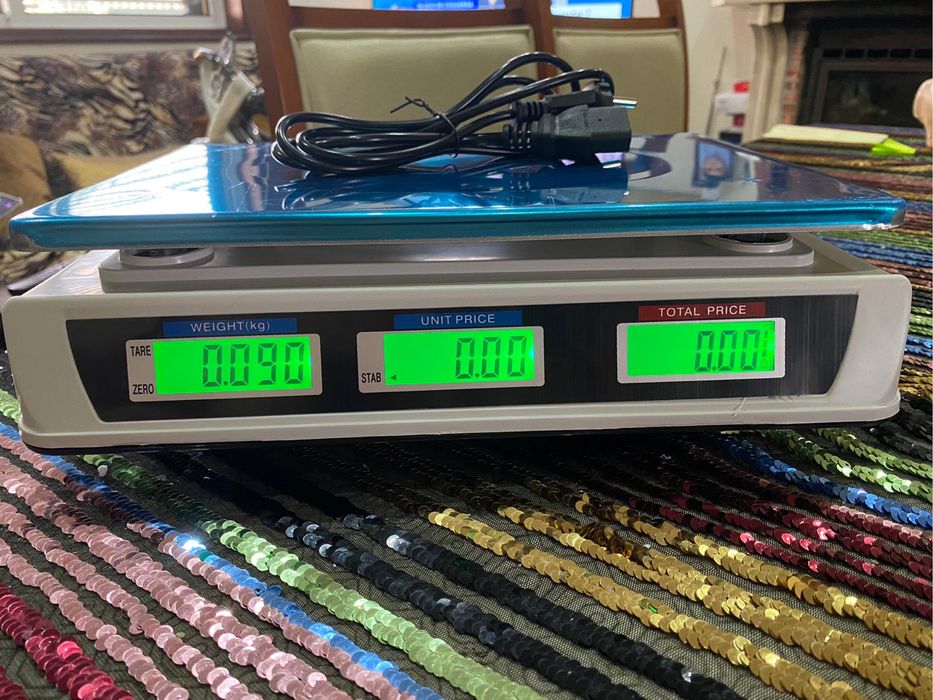 WEIGHT(kg)
UNIT PRICE
TOTAL PRICE
TARE
0.090
ZERO
STAB
0.00
0.00